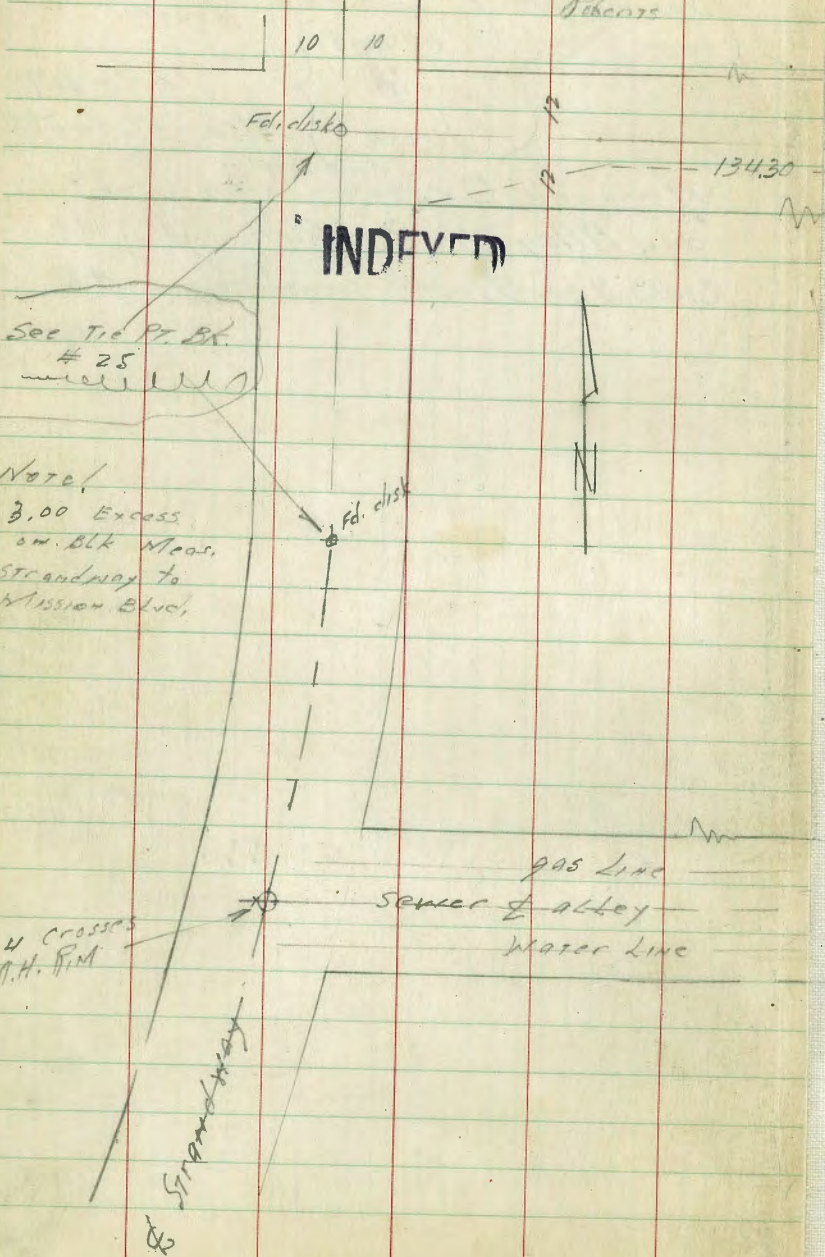 10 10
Fd. disk
12
12
134.30
INDEXED
See Tie Pt. Bk.
# 25
Note!
3.00 Excess
on Blk Meas.
Strandway to
Mission Blvd.
Fd. disk
N
gas Line
Sewer ℄ alley
Water Line
4 crosses
M.H. RIM
℄ Strandway